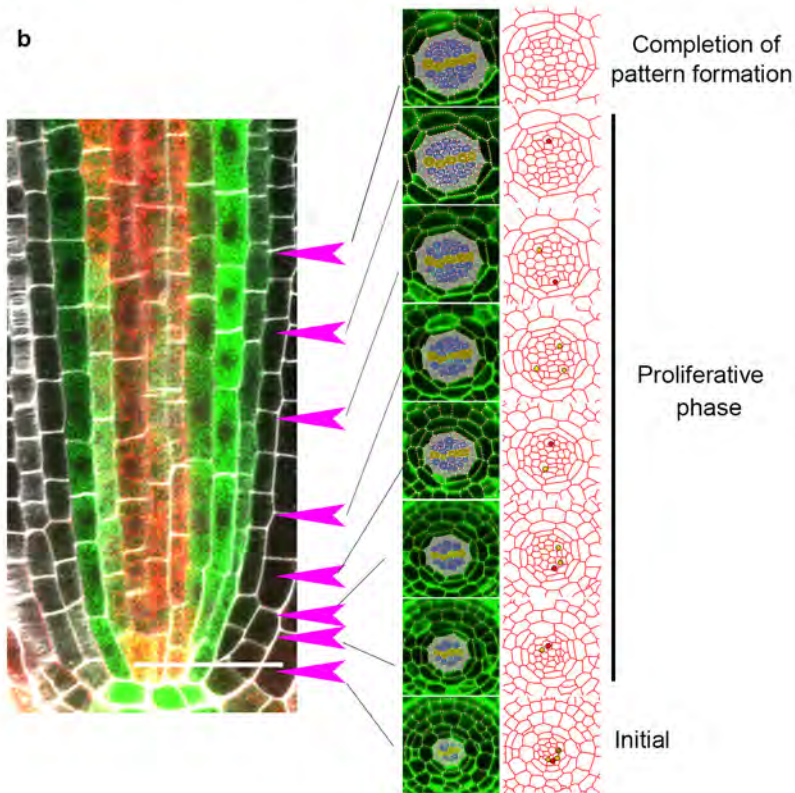 b
Completion of
pattern formation
Proliferative
phase
Initial